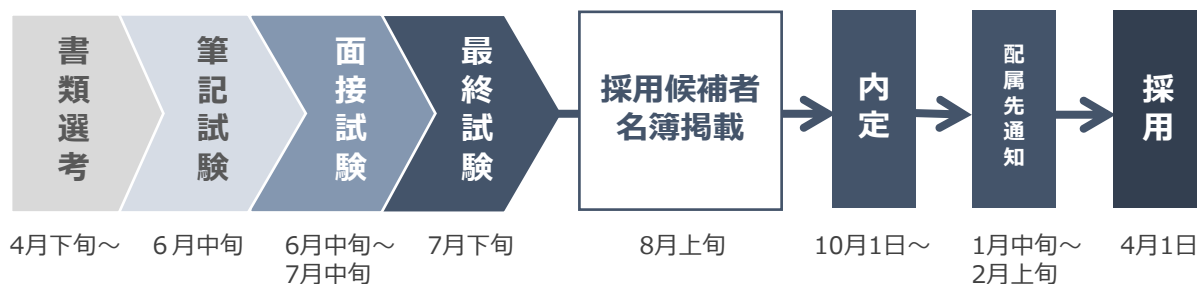 書類選考
筆記試験
面接試験
最終試験
採用候補者
名簿掲載
内定
配属先通知
採用
4月下旬～
６月中旬
6月中旬～
7月中旬
7月下旬
8月上旬
10月1日～
1月中旬～
2月上旬
4月1日